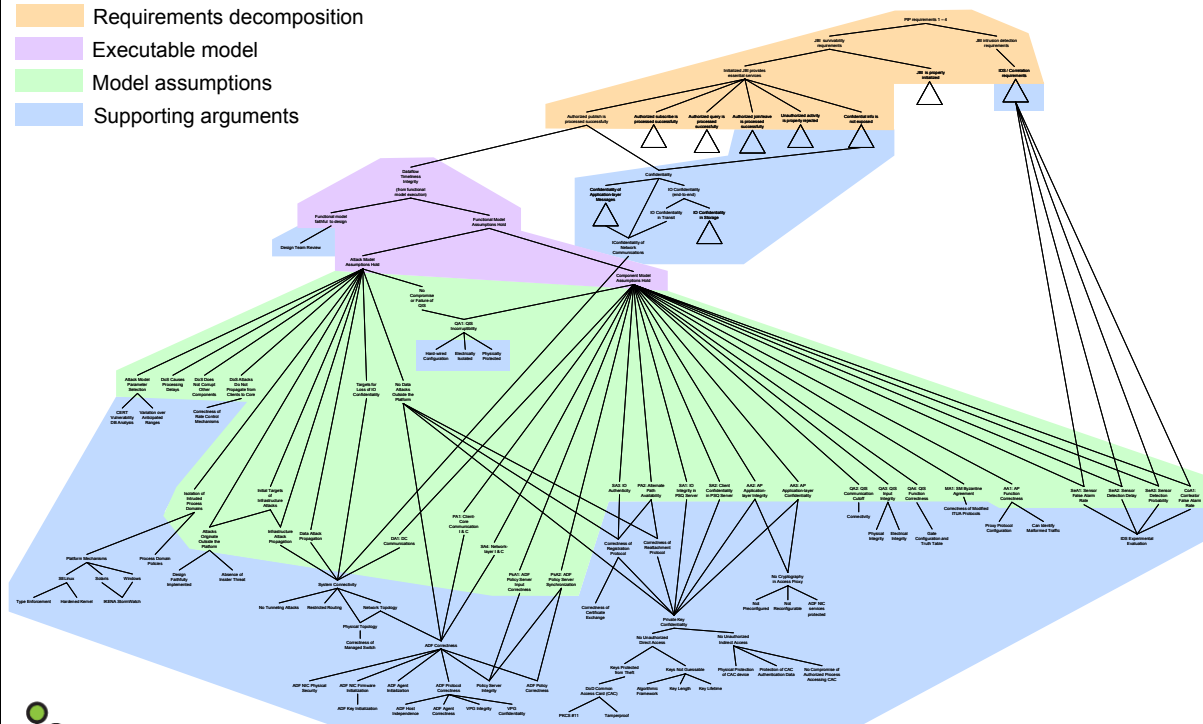 Requirements decomposition
Executable model
Model assumptions
Supporting arguments
PIP requirements 1 – 4
JBI survivability
requirements
JBI intrusion detection
requirements
Initialized JBI provides
essential services
JBI is properly
initialized
IDS / Correlation
requirements
Authorized publish is
processed successfully
Authorized subscribe is
processed successfully
Authorized query is
processed
successfully
Authorized join/leave is
processed
successfully
Unauthorized activity
is properly rejected
Confidential info is
not exposed
Dataflow
Timeliness
Integrity
(from functional
model execution)
Confidentiality
Confidentiality of
Application-layer
Messages
IO Confidentiality
(end-to-end)
IO Confidentiality
in Transit
IO Confidentiality
in Storage
Functional model
faithful to design
Functional Model
Assumptions Hold
Design Team Review
IConfidentiality of
Network
Communications
Attack Model
Assumptions Hold
Component Model
Assumptions Hold
No
Compromise
or Failure of
QIS
QA1: QIS
Incorruptibility
Hard-wired
Configuration
Electrically
Isolated
Physically
Protected
Attack Model
Parameter
Selection
DoS Causes
Processing
Delays
DoS Does
Not Corrupt
Other
Components
DoS Attacks
Do Not
Propagate from
Clients to Core
Targets for
Loss of IO
Confidentiality
No Data
Attacks
Outside the
Platform
CERT
Vulnerability
DB Analysis
Variation over
Anticipated
Ranges
Correctness of
Rate Control
Mechanisms
Isolation of
Intruded
Process
Domains
Initial Targets
of
Infrastructure
Attacks
Attacks
Originate
Outside the
Platform
Infrastructure
Attack
Propagation
Data Attack
Propagation
DA1: DC
Communications
PA1: Client-
Core
Communication
I & C
SA4: Network-
layer I & C
SA3: IO
Authenticity
PA2: Alternate
Path
Availability
SA1: IO
Integrity in
PSQ Server
SA2: Client
Confidentiality
in PSQ Server
AA2: AP
Application-
layer Integrity
AA3: AP
Application-layer
Confidentiality
QA2: QIS
Communication
Cutoff
QA3: QIS
Input
Integrity
QA4: QIS
Function
Correctness
MA1: SM Byzantine
Agreement
AA1: AP
Function
Correctness
SeA1: Sensor
False Alarm
Rate
SeA2: Sensor
Detection Delay
SeA3: Sensor
Detection
Probability
CoA1:
Correlator
False Alarm
Rate
Connectivity
Physical
Integrity
Electrical
Integrity
Correctness of Modified
ITUA Protocols
Gate
Configuration and
Truth Table
Proxy Protocol
Configuration
Can Identify
Malformed Traffic
IDS Experimental
Evaluation
Platform Mechanisms
Process Domain
Policies
Design
Faithfully
Implemented
Absence of
Insider Threat
SELinux
Solaris
Windows
Type Enforcement
Hardened Kernel
System Connectivity
No Tunneling Attacks
Restricted Routing
Network Topology
Physical Topology
Correctness of
Managed Switch
PsA1: ADF
Policy Server
Input
Correctness
PsA2: ADF
Policy Server
Synchronization
Correctness of
Registration
Protocol
Correctness of
Reattachment
Protocol
Correctness of
Certificate
Exchange
No Cryptography
in Access Proxy
Not
Preconfigured
Not
Reconfigurable
ADF NIC
services
protected
Private Key
Confidentiality
No Unauthorized
Direct Access
No Unauthorized
Indirect Access
Keys Protected
from Theft
Keys Not Guessable
Physical Protection
of CAC device
Protection of CAC
Authentication Data
No Compromise of
Authorized Process
Accessing CAC
DoD Common
Access Card (CAC)
Algorithmic
Framework
Key Length
Key Lifetime
PKCS #11
Tamperproof
ADF Correctness
ADF NIC Physical
Security
ADF NIC Firmware
Initialization
ADF Agent
Initialization
ADF Protocol
Correctness
Policy Server
Integrity
ADF Policy
Correctness
ADF Key Initialization
ADF Host
Independence
ADF Agent
Correctness
VPG Integrity
VPG
Confidentiality